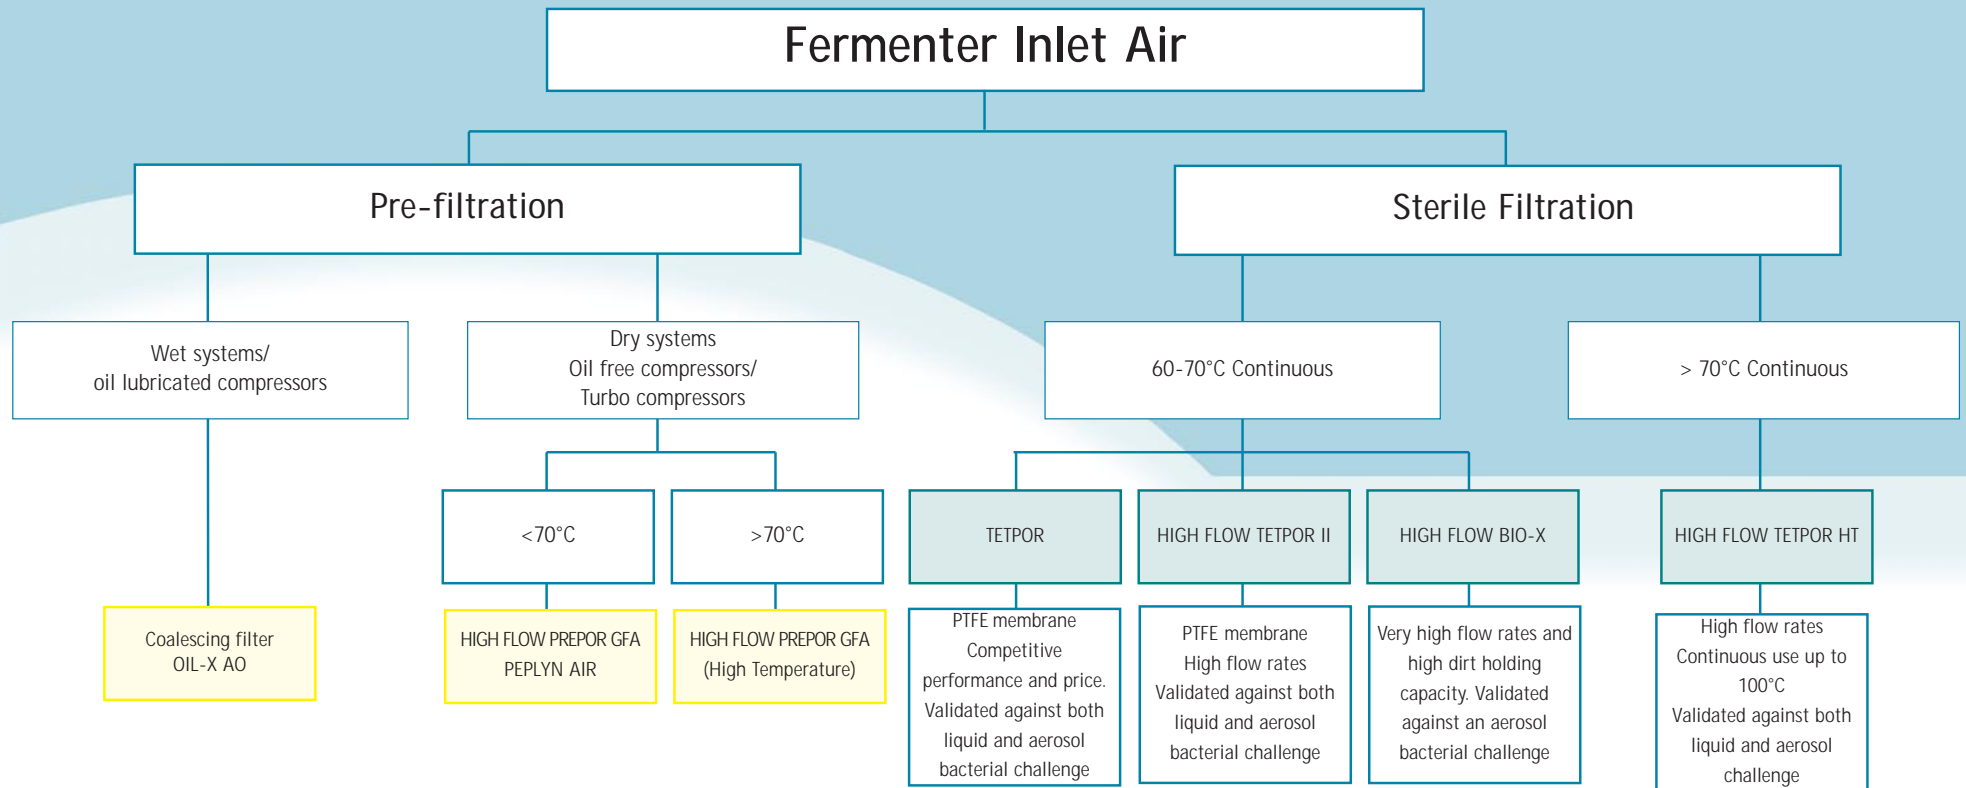 Fermenter Inlet Air
Pre-filtration
Sterile Filtration
Wet systems/
oil lubricated compressors
Dry systems
Oil free compressors/
Turbo compressors
60-70°C Continuous
> 70°C Continuous
<70°C
>70°C
TETPOR
HIGH FLOW TETPOR II
HIGH FLOW BIO-X
HIGH FLOW TETPOR HT
Coalescing filter
OIL-X AO
HIGH FLOW PREPOR GFA
PEPLYN AIR
HIGH FLOW PREPOR GFA
(High Temperature)
PTFE membrane
Competitive
performance and price.
Validated against both
liquid and aerosol
bacterial challenge
PTFE membrane
High flow rates
Validated against both
liquid and aerosol
bacterial challenge
Very high flow rates and
high dirt holding
capacity. Validated
against an aerosol
bacterial challenge
High flow rates
Continuous use up to
100°C
Validated against both
liquid and aerosol
challenge